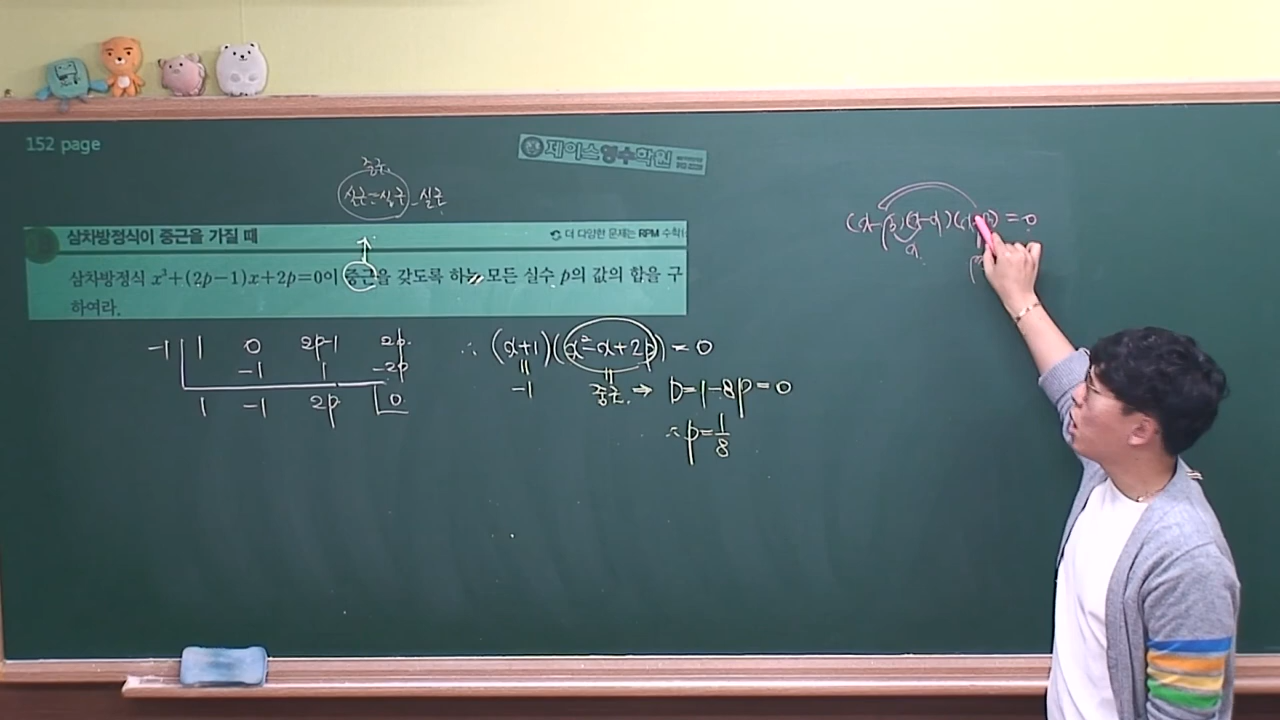 152 page
제이스영수학원
중근.
실근=실근 실근
삼차방정식이 중근을 가질 때
더 다양한 문제는 RPM 수학(
삼차방정식 x³+(2p-1)x+2p=0이 중근을 갖도록 하는 모든 실수 p의 값의 합을 구
하여라.
-1 1 0 2p-1 2p
-1 1 -2p
1 -1 2p 0
∴ (x+1)(x²-x+2p) = 0
-1 중근. ⇒ D=1-8p=0
∴ p=1/8
= 0